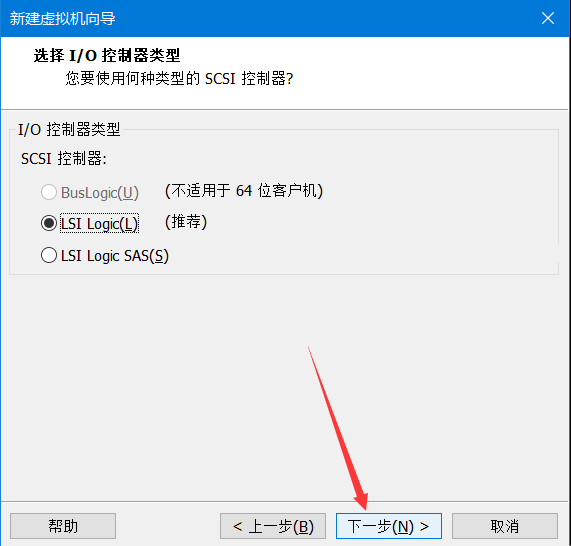 新建虚拟机向导
选择 I/O 控制器类型
您要使用何种类型的 SCSI 控制器?
I/O 控制器类型
SCSI 控制器:
BusLogic(U) (不适用于 64 位客户机)
LSI Logic(L) (推荐)
LSI Logic SAS(S)
帮助 < 上一步(B) 下一步(N) > 取消